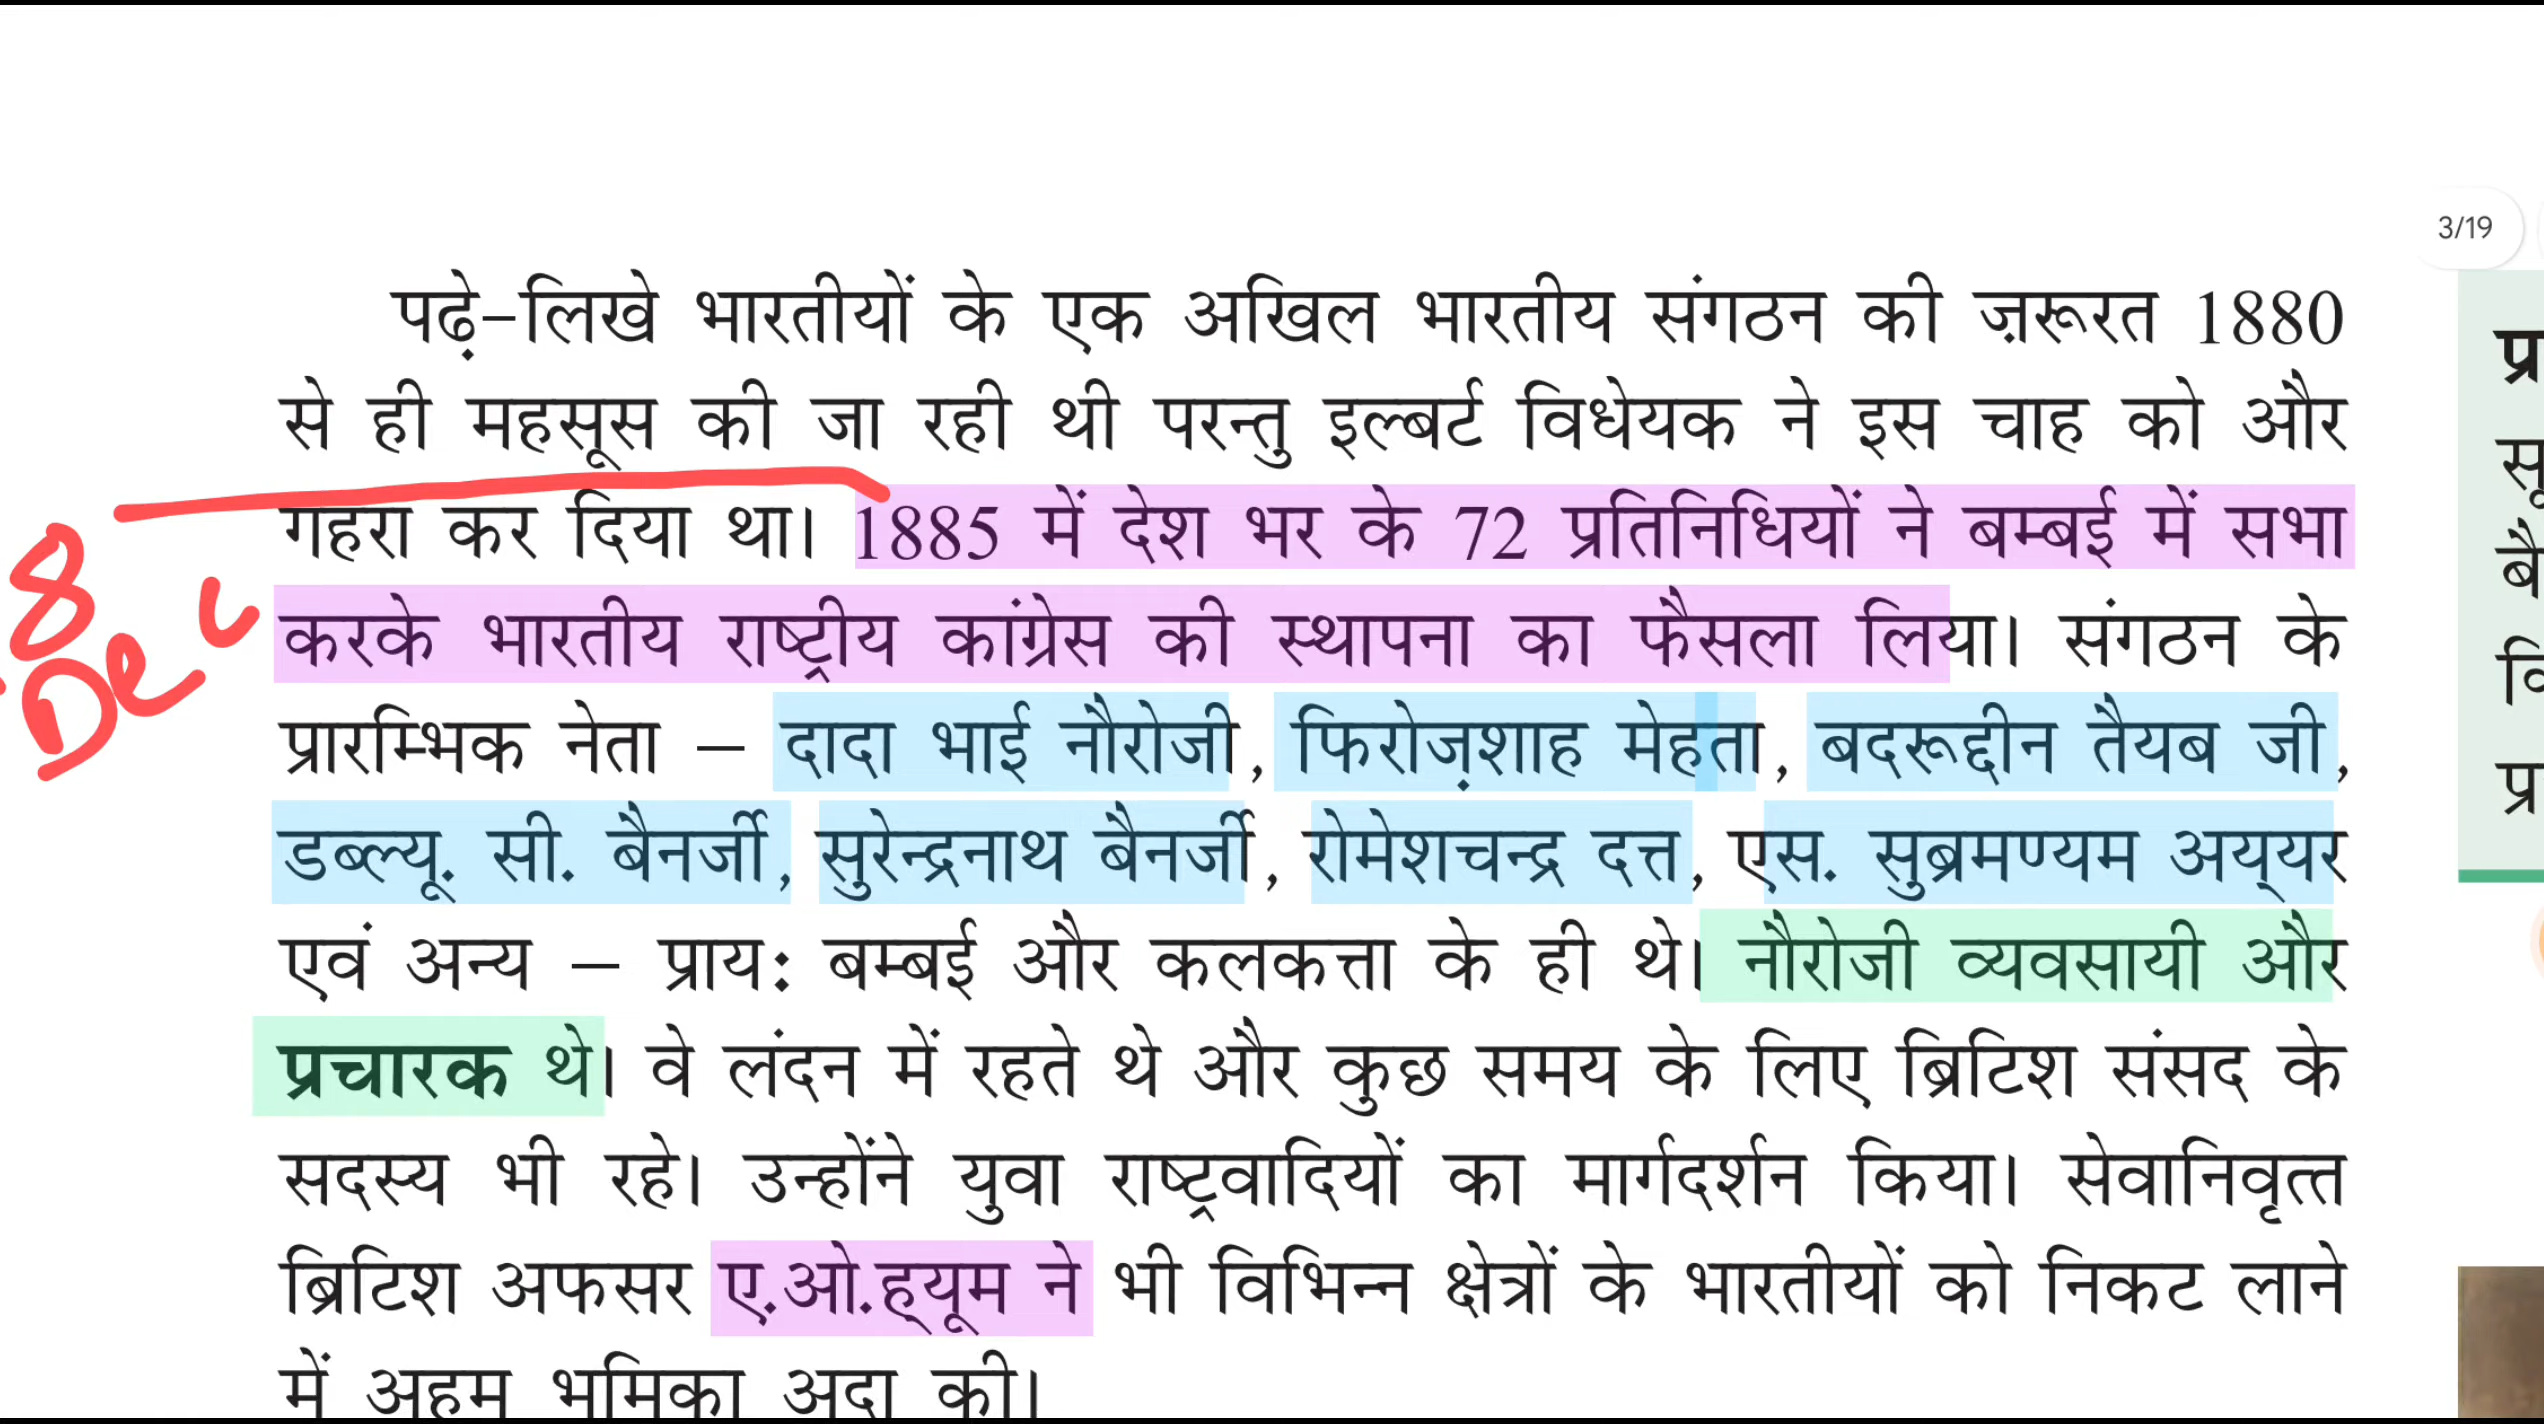 3/19
पढ़े-लिखे भारतीयों के एक अखिल भारतीय संगठन की ज़रूरत 1880
से ही महसूस की जा रही थी परन्तु इल्बर्ट विधेयक ने इस चाह को और
गहरा कर दिया था। 1885 में देश भर के 72 प्रतिनिधियों ने बम्बई में सभा
करके भारतीय राष्ट्रीय कांग्रेस की स्थापना का फैसला लिया। संगठन के
प्रारम्भिक नेता – दादा भाई नौरोजी, फिरोज़शाह मेहता, बदरूद्दीन तैयब जी,
डब्ल्यू. सी. बैनर्जी, सुरेन्द्रनाथ बैनर्जी, रोमेशचन्द्र दत्त, एस. सुब्रमण्यम अय्यर
एवं अन्य – प्राय: बम्बई और कलकत्ता के ही थे। नौरोजी व्यवसायी और
प्रचारक थे। वे लंदन में रहते थे और कुछ समय के लिए ब्रिटिश संसद के
सदस्य भी रहे। उन्होंने युवा राष्ट्रवादियों का मार्गदर्शन किया। सेवानिवृत्त
ब्रिटिश अफसर ए.ओ.ह्यूम ने भी विभिन्न क्षेत्रों के भारतीयों को निकट लाने
में अहम भूमिका अदा की।
8
Dec